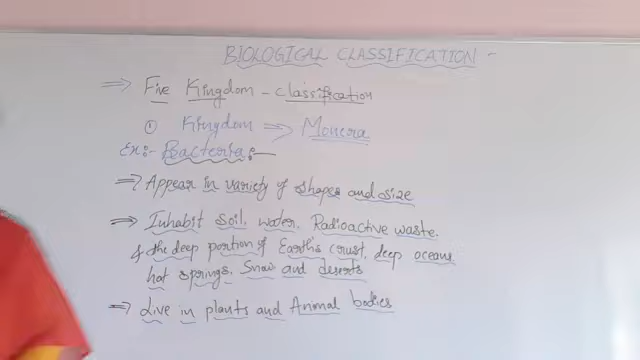 BIOLOGICAL CLASSIFICATION -
⇒ Five Kingdom - classification
① Kingdom ⇒ Monera
Ex:- Bacteria:-
⇒ Appear in variety of shapes and size
⇒ Inhabit soil, water, Radioactive waste.
& the deep portion of Earth's crust, deep oceans
hot springs. Snow and deserts
⇒ Live in plants and Animal bodies